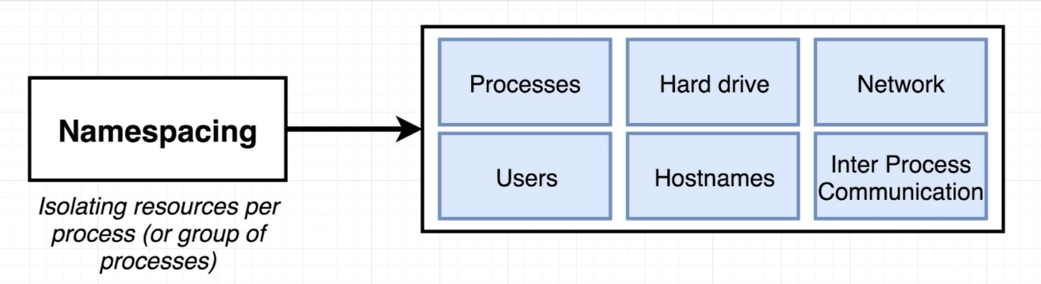 Namespacing
Isolating resources per
process (or group of
processes)
Processes
Hard drive
Network
Users
Hostnames
Inter Process
Communication